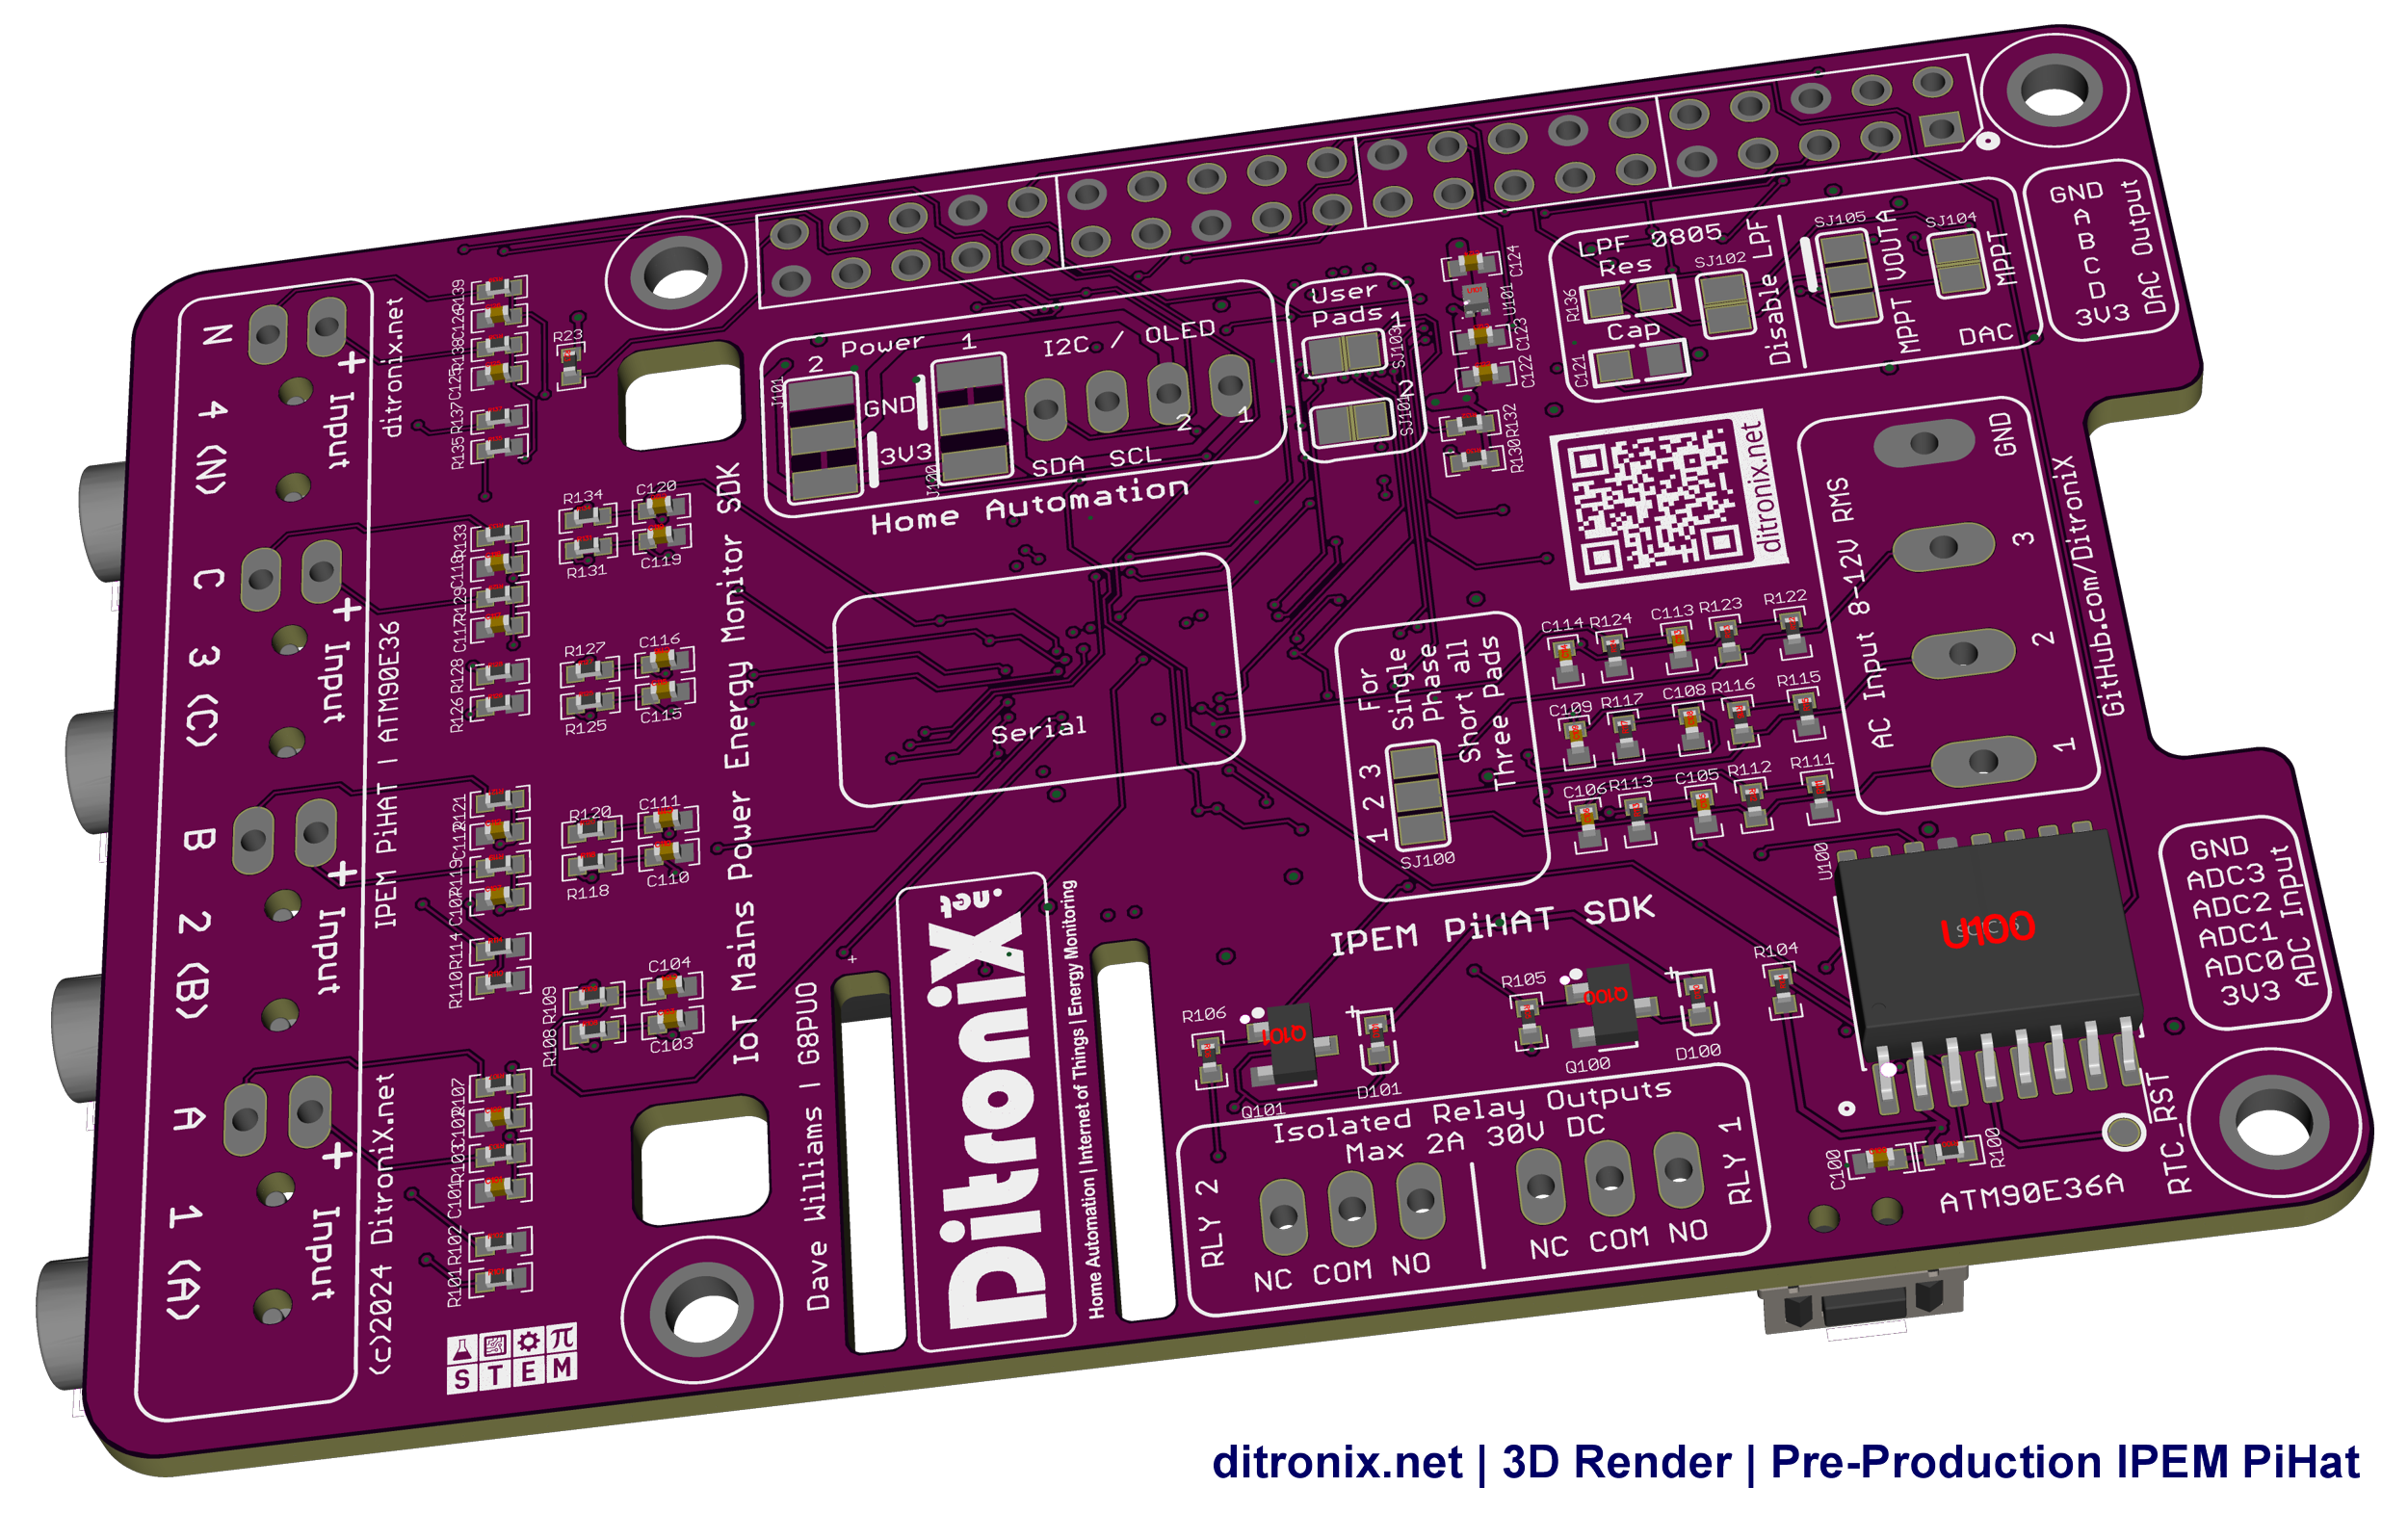 N
4 (N)
+
Input
C
3 (C)
+
Input
B
2 (B)
+
Input
A
1 (A)
+
Input
ditronix.net
IPEM PiHAT | ATM90E36
(c)2024 DitroniX.net
R139
C126
R138
C125
R137
R135
R23
R133
C118
R129
C117
R128
R126
R134
C120
R131
C119
R127
C116
R125
C115
R121
C112
R119
C107
R114
R110
R120
C111
R118
C110
R109
C104
R108
C103
R107
C102
R103
C101
R102
R101
STEM
IoT Mains Power Energy Monitor SDK
Dave Williams | G8PUO
DitroniX
.net
Home Automation | Internet of Things | Energy Monitoring
Power
2
1
J101
GND
3V3
J100
I2C / OLED
2
1
SDA SCL
Home Automation
User
Pads
1
SJ103
2
SJ101
C124
U101
C123
C122
R132
R130
LPF 0805
Res
R136
Cap
C121
SJ102
Disable LPF
SJ105
MPPT VOUTA
SJ104
MPPT
DAC
GND
A
B
C
D
3V3
DAC Output
ditronix.net
Serial
For
Single
Phase
Short all
Three Pads
1 2 3
SJ100
C114
R124
C113
R123
R122
C109
R117
C108
R116
R115
C106
R113
C105
R112
R111
GND
3
2
1
AC Input 8-12V RMS
GitHub.com/DitroniX
IPEM PiHAT SDK
U100
U100
GND
ADC3
ADC2
ADC1
ADC0
3V3
ADC Input
R106
Q101
Q101
+
D101
R105
Q100
Q100
+
D100
R104
Isolated Relay Outputs
Max 2A 30V DC
RLY 2
NC COM NO
NC COM NO
RLY 1
C100
R100
RTC_RST
ATM90E36A
ditronix.net | 3D Render | Pre-Production IPEM PiHat